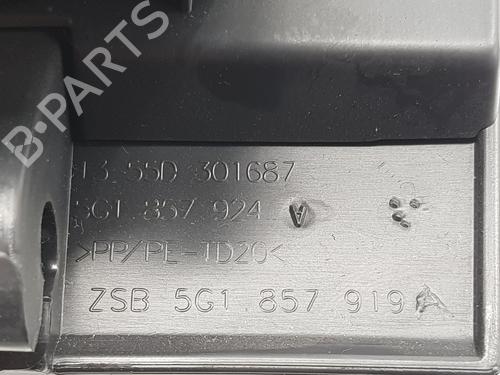 B-PARTS
13 55D 301687
5G1 857 924 A
>PP/PE-TD20<
ZSB 5G1 857 919 A